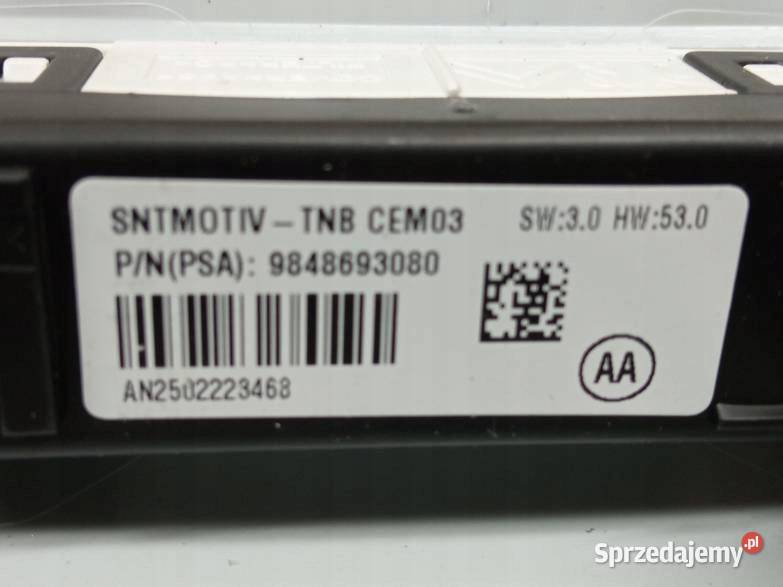 SNTMOTIV - TNB CEM03 SW:3.0 HW:53.0
P/N(PSA): 9848693080
AN2502223468
AA
Sprzedajemy.pl